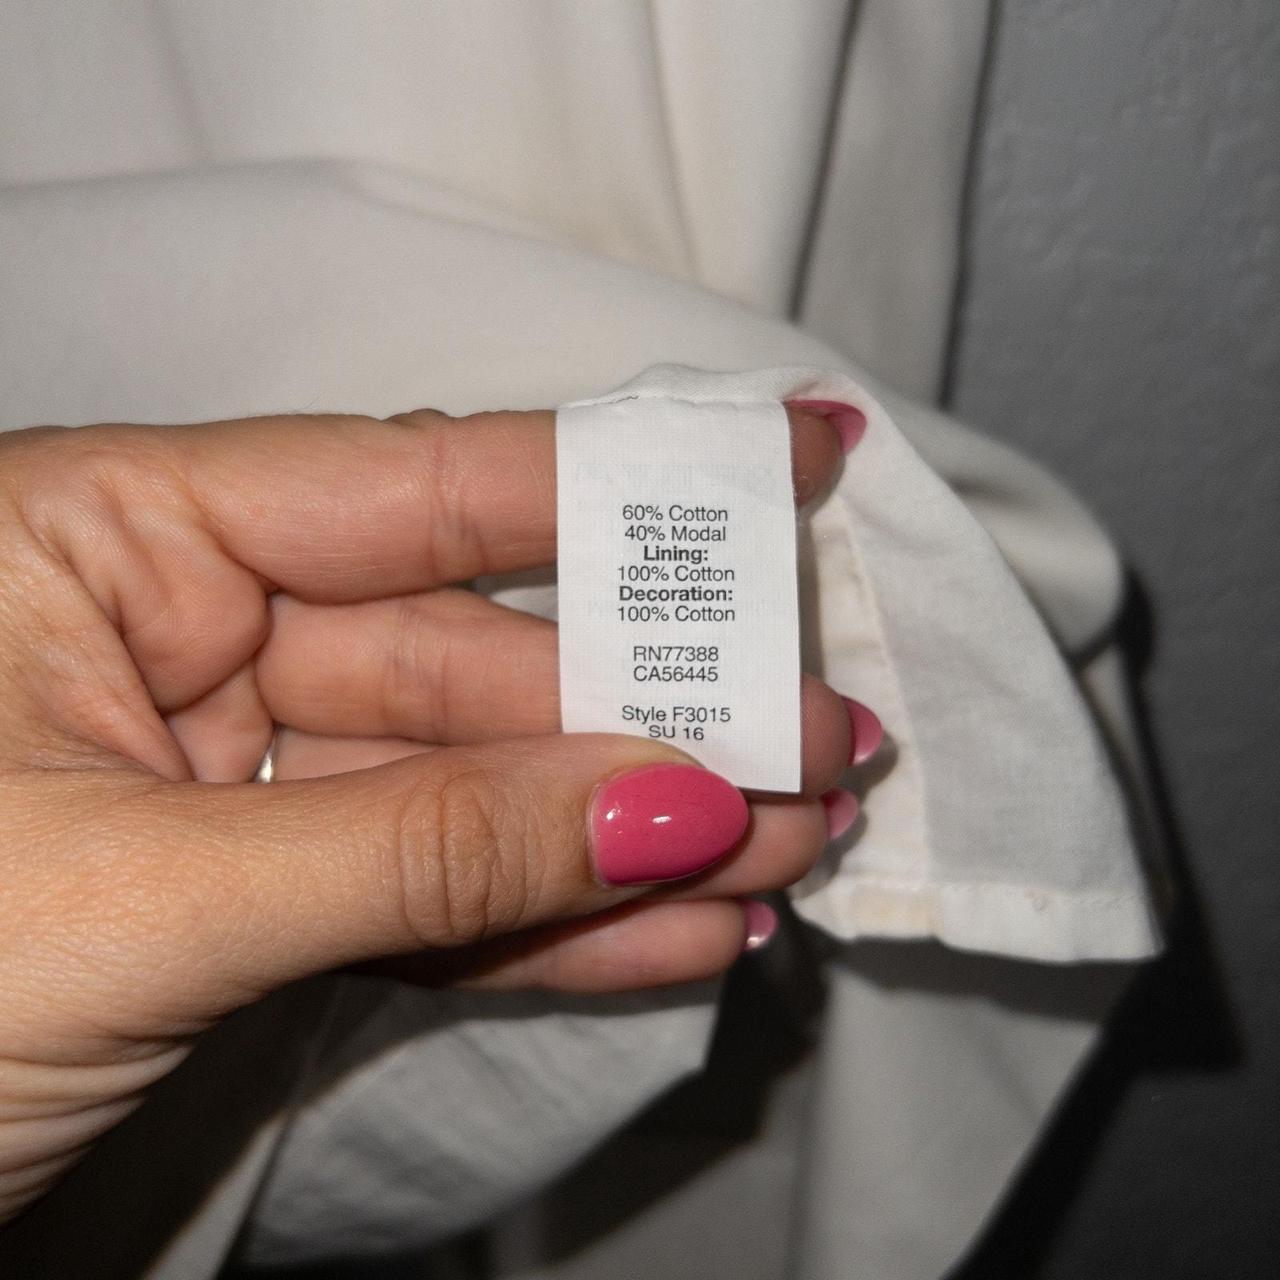 60% Cotton
40% Modal
Lining:
100% Cotton
Decoration:
100% Cotton
RN77388
CA56445
Style F3015
SU 16